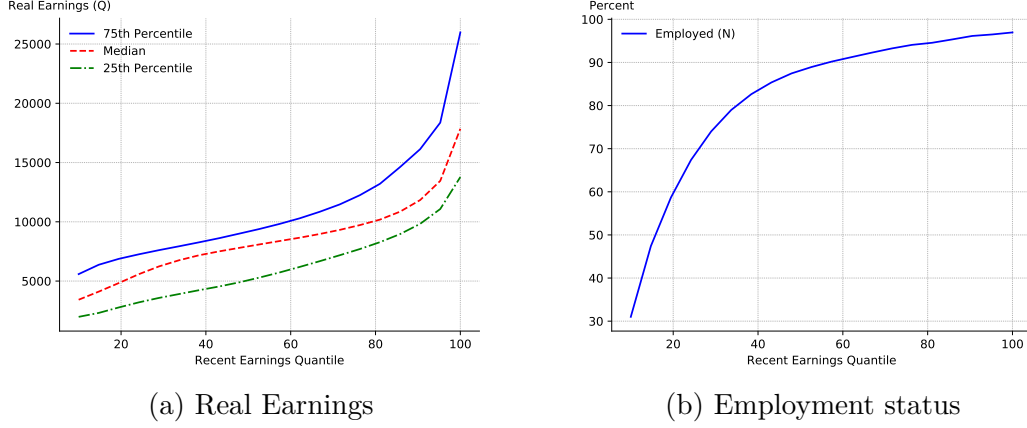 Real Earnings (Q)
75th Percentile
Median
25th Percentile
25000
20000
15000
10000
5000
20 40 60 80 100
Recent Earnings Quantile
(a) Real Earnings
Percent
Employed (N)
100
90
80
70
60
50
40
30
20 40 60 80 100
Recent Earnings Quantile
(b) Employment status